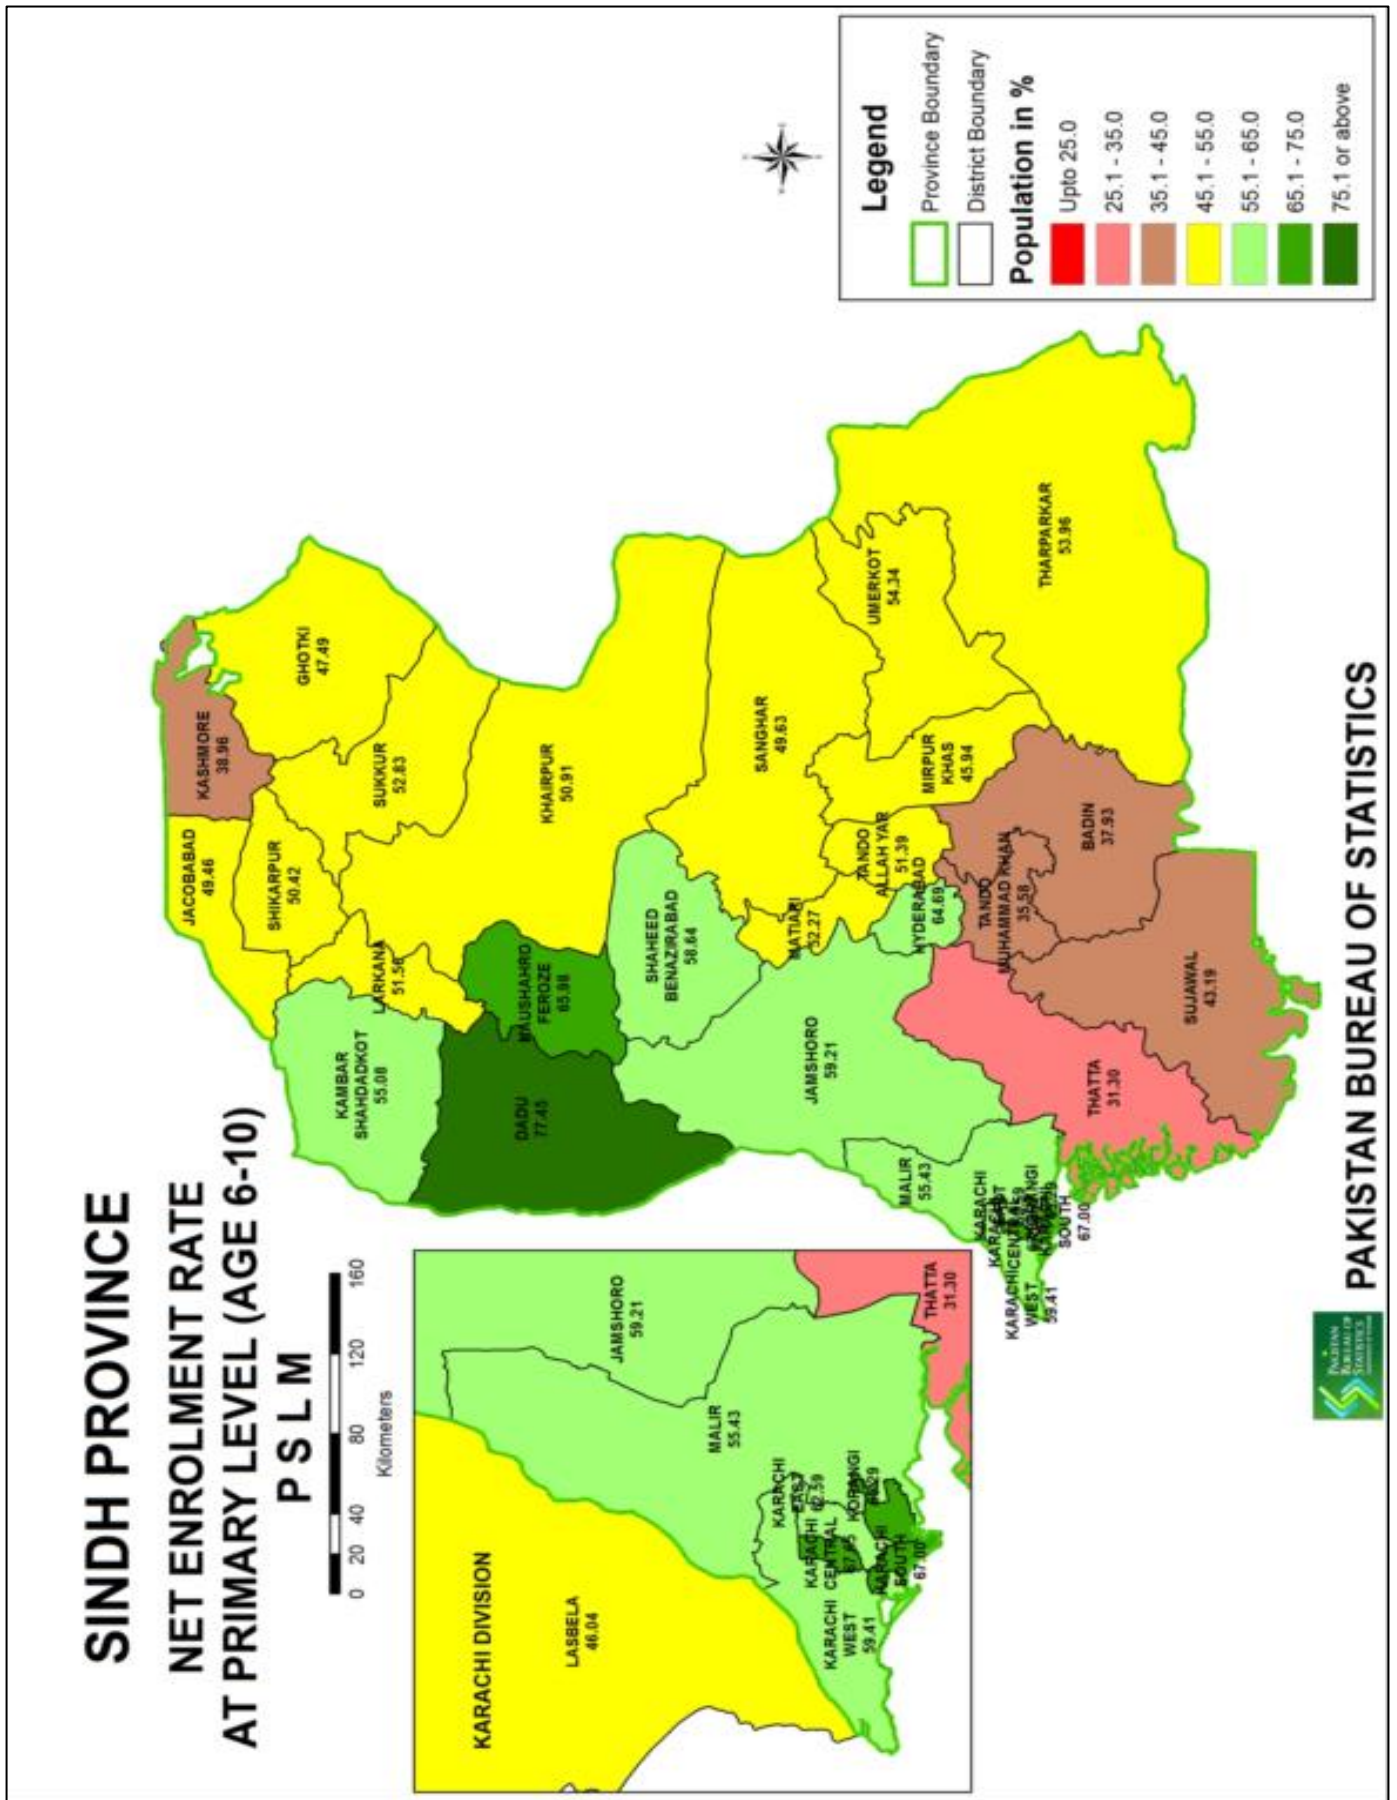 SINDH PROVINCE
NET ENROLMENT RATE
AT PRIMARY LEVEL (AGE 6-10)
P S L M
0 20 40 80 120 160
Kilometers
Legend
Province Boundary
District Boundary
Population in %
Upto 25.0
25.1 - 35.0
35.1 - 45.0
45.1 - 55.0
55.1 - 65.0
65.1 - 75.0
75.1 or above
KASHMORE
38.96
GHOTKI
47.49
JACOBABAD
49.46
SHIKARPUR
50.42
SUKKUR
52.83
LARKANA
KAMBAR
SHAHDADKOT
55.08
KHAIRPUR
50.91
DADU
77.45
NAUSHAHRO
FEROZE
65.98
SHAHEED
BENAZIRABAD
58.64
SANGHAR
49.63
MATIARI
52.27
TANDO
ALLAH YAR
51.39
HYDERABAD
64.69
MIRPUR
KHAS
45.94
UMERKOT
54.34
THARPARKAR
53.96
JAMSHORO
59.21
TANDO
MUHAMMAD KHAN
35.58
BADIN
37.93
SUJAWAL
43.19
THATTA
31.30
MALIR
55.43
KARACHI
SOUTH
67.00
KARACHI
WEST
59.41
KARACHI DIVISION
LASBELA
46.04
JAMSHORO
59.21
THATTA
31.30
MALIR
55.43
KARACHI
EAST
62.59
KARACHI
CENTRAL
KORANGI
KARACHI
SOUTH
67.00
KARACHI
WEST
59.41
PAKISTAN
BUREAU OF
STATISTICS
PAKISTAN BUREAU OF STATISTICS